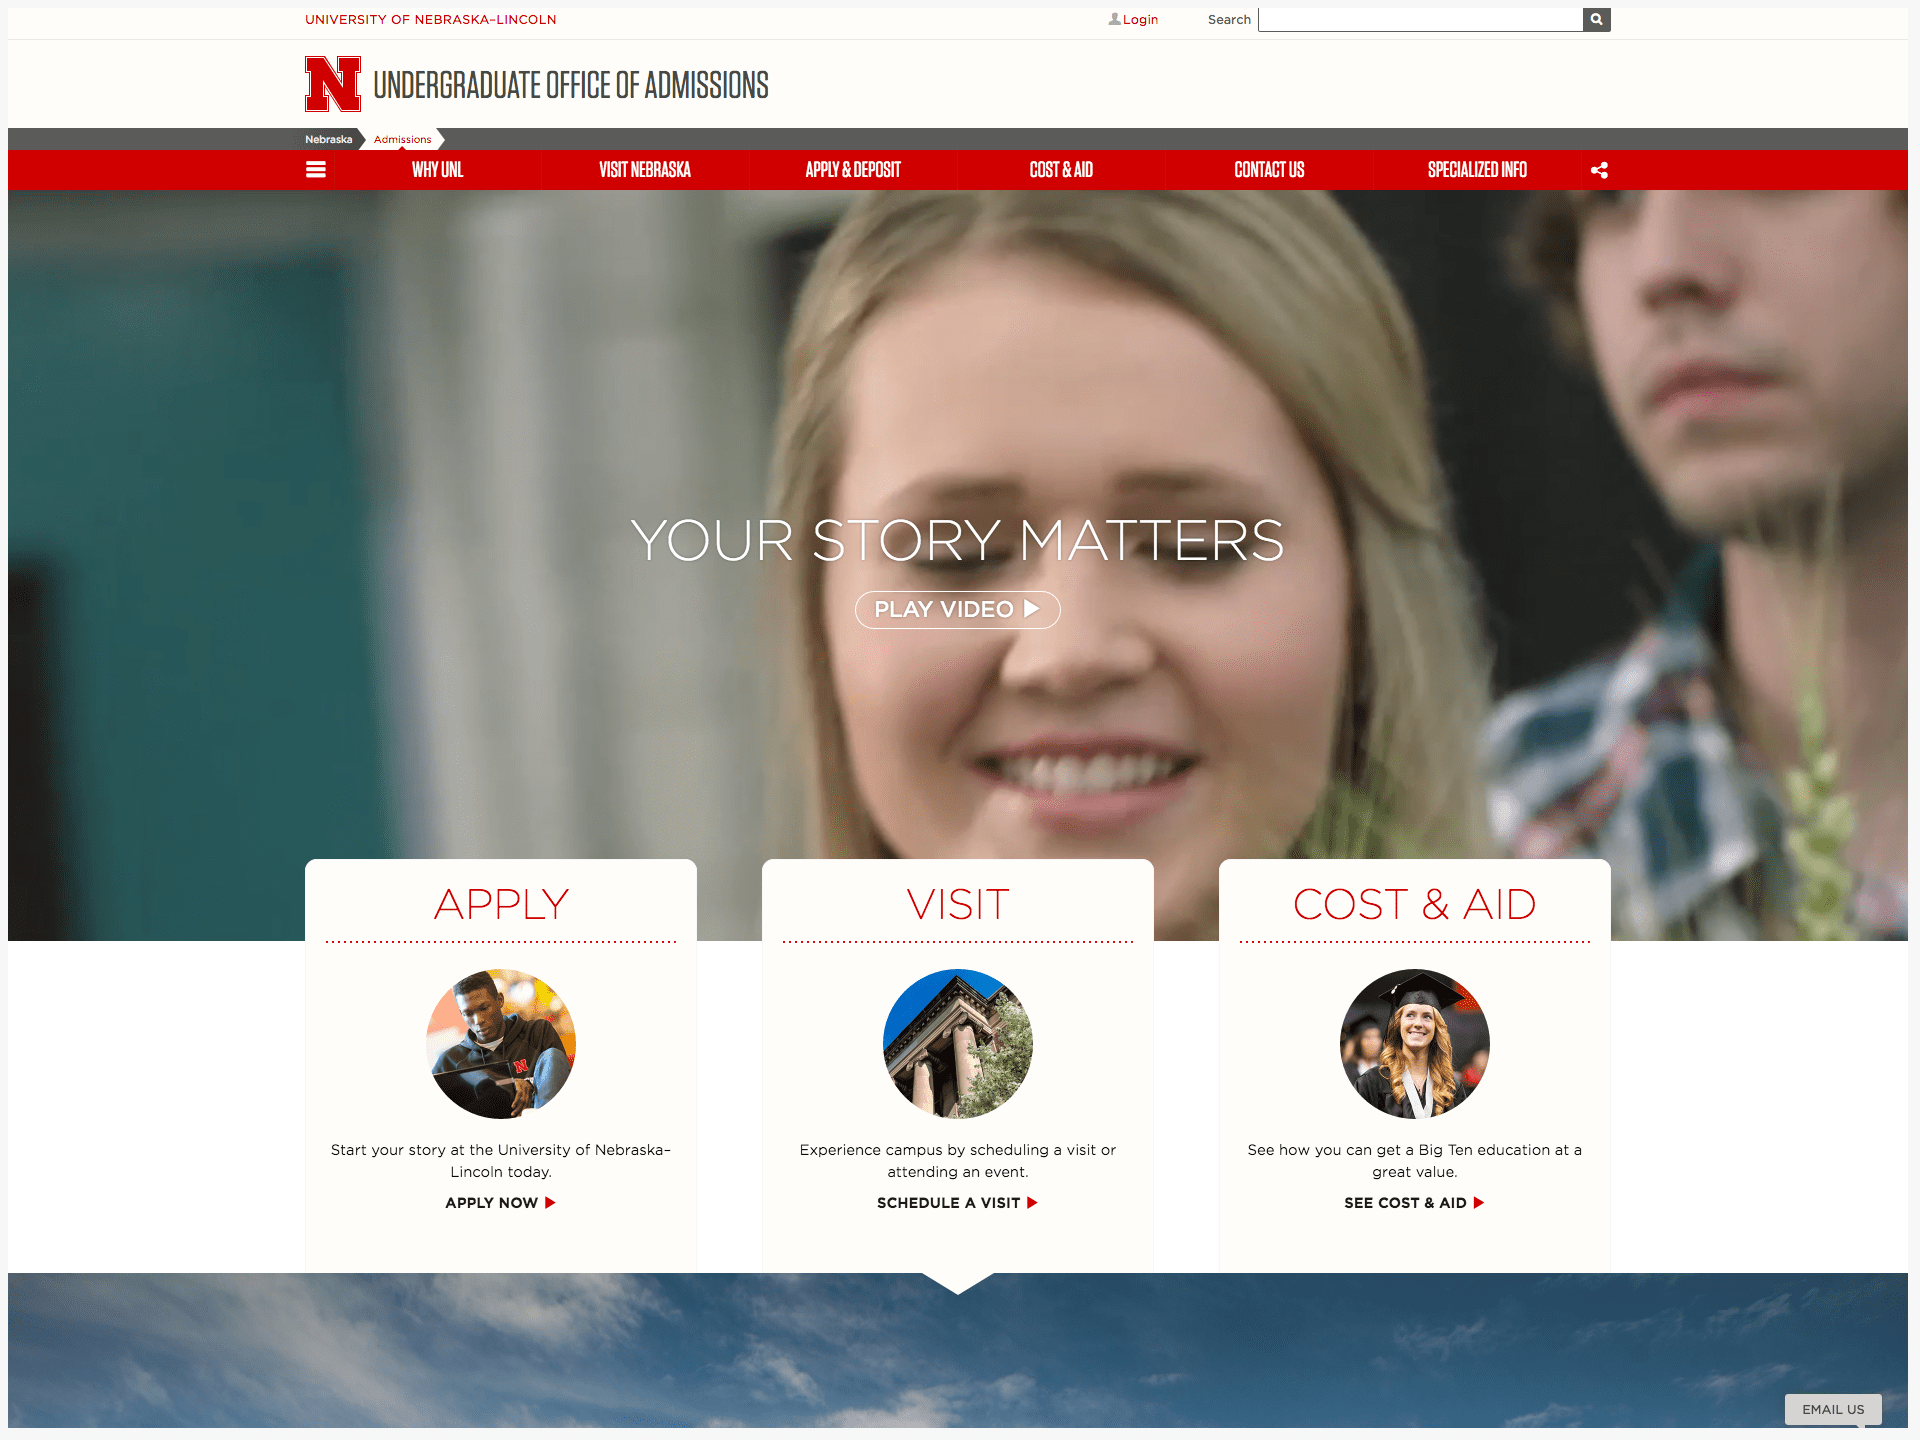 UNIVERSITY OF NEBRASKA–LINCOLN
Login
Search
N
UNDERGRADUATE OFFICE OF ADMISSIONS
Nebraska
Admissions
WHY UNL
VISIT NEBRASKA
APPLY & DEPOSIT
COST & AID
CONTACT US
SPECIALIZED INFO
YOUR STORY MATTERS
PLAY VIDEO
APPLY
N
Start your story at the University of Nebraska–
Lincoln today.
APPLY NOW
VISIT
Experience campus by scheduling a visit or
attending an event.
SCHEDULE A VISIT
COST & AID
See how you can get a Big Ten education at a
great value.
SEE COST & AID
EMAIL US